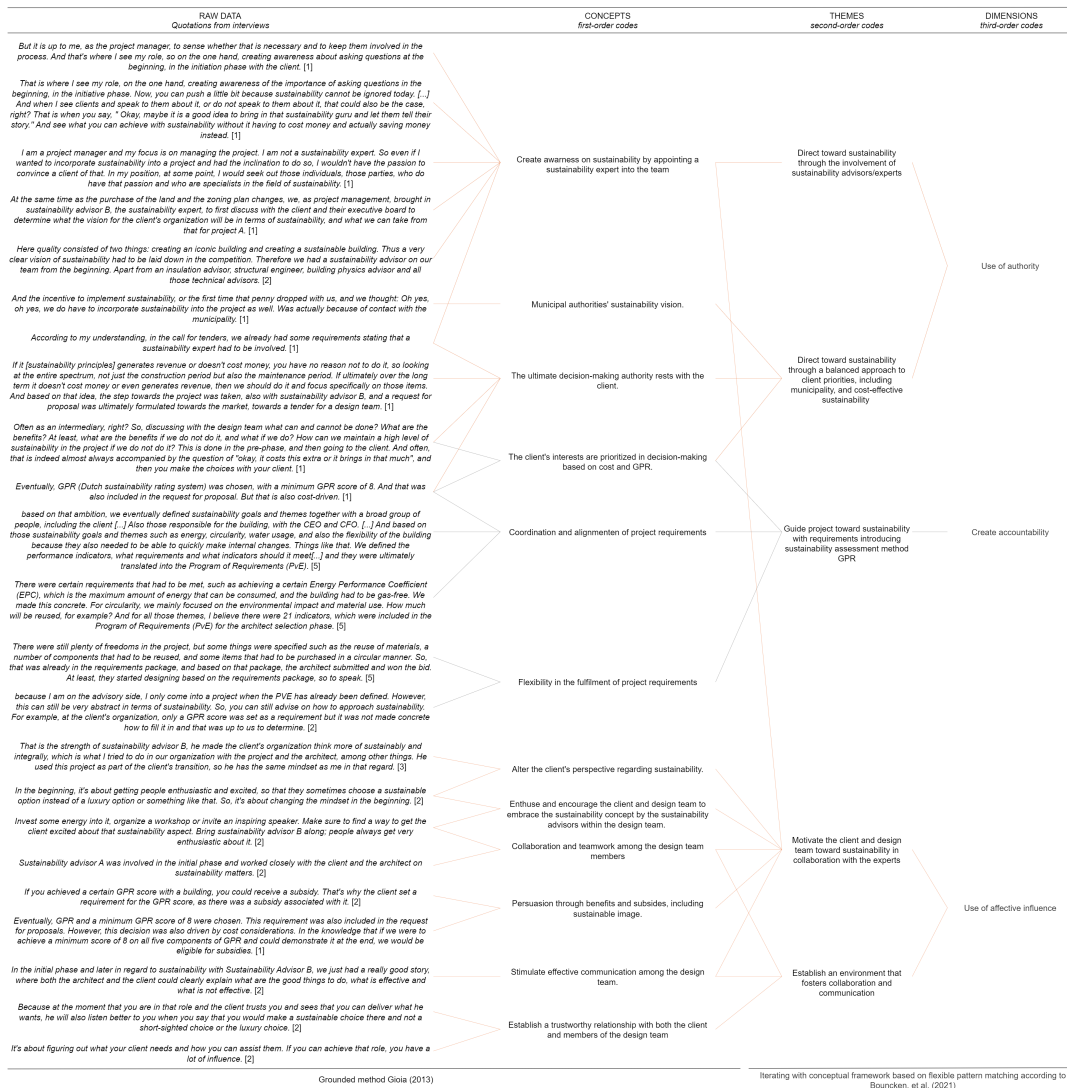 RAW DATA
Quotations from interviews
CONCEPTS
first-order codes
THEMES
second-order codes
DIMENSIONS
third-order codes
But it is up to me, as the project manager, to sense whether that is necessary and to keep them involved in the
process. And that's where I see my role, so on the one hand, creating awareness about asking questions at the
beginning, in the initiation phase with the client. [1]
That is where I see my role, on the one hand, creating awareness of the importance of asking questions in the
beginning, in the initiative phase. Now, you can push a little bit because sustainability cannot be ignored today, [...]
And when I see clients and speak to them about it, or do not speak to them about it, that could also be the case,
right? That is when you say, " Okay, maybe it is a good idea to bring in that sustainability guru and let them tell their
story." And see what you can achieve with sustainability without it having to cost money and actually saving money
instead. [1]
I am a project manager and my focus is on managing the project. I am not a sustainability expert. So even if I
wanted to incorporate sustainability into a project and had the inclination to do so, I wouldn't have the passion to
convince a client of that. In my position, at some point, I would seek out those individuals, those parties, who do
have that passion and who are specialists in the field of sustainability. [1]
At the same time as the purchase of the land and the zoning plan changes, we, as project management, brought in
sustainability advisor B, the sustainability expert, to first discuss with the client and their executive board to
determine what the vision for the client's organization will be in terms of sustainability, and what we can take from
that for project A. [1]
Here quality consisted of two things: creating an iconic building and creating a sustainable building. Thus a very
clear vision of sustainability had to be laid down in the competition. Therefore we had a sustainability advisor on our
team from the beginning. Apart from an insulation advisor, structural engineer, building physics advisor and all
those technical advisors. [2]
And the incentive to implement sustainability, or the first time that penny dropped with us, and we thought: Oh yes,
oh yes, we do have to incorporate sustainability into the project as well. Was actually because of contact with the
municipality. [1]
According to my understanding, in the call for tenders, we already had some requirements stating that a
sustainability expert had to be involved. [1]
If it [sustainability principles] generates revenue or doesn't cost money, you have no reason not to do it, so looking
at the entire spectrum, not just the construction period but also the maintenance period. If ultimately over the long
term it doesn't cost money or even generates revenue, then we should do it and focus specifically on those items.
And based on that idea, the step towards the project was taken, also with sustainability advisor B, and a request for
proposal was ultimately formulated towards the market, towards a tender for a design team. [1]
Often as an intermediary, right? So, discussing with the design team what can and cannot be done? What are the
benefits? At least, what are the benefits if we do not do it, and what if we do? How can we maintain a high level of
sustainability in the project if we do not do it? This is done in the pre-phase, and then going to the client. And often,
that is indeed almost always accompanied by the question of "okay, it costs this extra or it brings in that much", and
then you make the choices with your client. [1]
Eventually, GPR (Dutch sustainability rating system) was chosen, with a minimum GPR score of 8. And that was
also included in the request for proposal. But that is also cost-driven. [1]
based on that ambition, we eventually defined sustainability goals and themes together with a broad group of
people, including the client [...] Also those responsible for the building, with the CEO and CFO. [...] And based on
those sustainability goals and themes such as energy, circularity, water usage, and also the flexibility of the building
because they also needed to be able to quickly make internal changes. Things like that. We defined the
performance indicators, what requirements and what indicators should it meet[...] and they were ultimately
translated into the Program of Requirements (PvE). [5]
There were certain requirements that had to be met, such as achieving a certain Energy Performance Coefficient
(EPC), which is the maximum amount of energy that can be consumed, and the building had to be gas-free. We
made this concrete. For circularity, we mainly focused on the environmental impact and material use. How much
will be reused, for example? And for all those themes, I believe there were 21 indicators, which were included in the
Program of Requirements (PvE) for the architect selection phase. [5]
There were still plenty of freedoms in the project, but some things were specified such as the reuse of materials, a
number of components that had to be reused, and some items that had to be purchased in a circular manner. So,
that was already in the requirements package, and based on that package, the architect submitted and won the bid.
At least, they started designing based on the requirements package, so to speak. [5]
because I am on the advisory side, I only come into a project when the PVE has already been defined. However,
this can still be very abstract in terms of sustainability. So, you can still advise on how to approach sustainability.
For example, at the client's organization, only a GPR score was set as a requirement but it was not made concrete
how to fill it in and that was up to us to determine. [2]
That is the strength of sustainability advisor B, he made the client's organization think more of sustainably and
integrally, which is what I tried to do in our organization with the project and the architect, among other things. He
used this project as part of the client's transition, so he has the same mindset as me in that regard. [3]
In the beginning, it's about getting people enthusiastic and excited, so that they sometimes choose a sustainable
option instead of a luxury option or something like that. So, it's about changing the mindset in the beginning. [2]
Invest some energy into it, organize a workshop or invite an inspiring speaker. Make sure to find a way to get the
client excited about that sustainability aspect. Bring sustainability advisor B along; people always get very
enthusiastic about it. [2]
Sustainability advisor A was involved in the initial phase and worked closely with the client and the architect on
sustainability matters. [2]
If you achieved a certain GPR score with a building, you could receive a subsidy. That's why the client set a
requirement for the GPR score, as there was a subsidy associated with it. [2]
Eventually, GPR and a minimum GPR score of 8 were chosen. This requirement was also included in the request
for proposals. However, this decision was also driven by cost considerations. In the knowledge that if we were to
achieve a minimum score of 8 on all five components of GPR and could demonstrate it at the end, we would be
eligible for subsidies. [1]
In the initial phase and later in regard to sustainability with Sustainability Advisor B, we just had a really good story,
where both the architect and the client could clearly explain what are the good things to do, what is effective and
what is not effective. [2]
Because at the moment that you are in that role and the client trusts you and sees that you can deliver what he
wants, he will also listen better to you when you say that you would make a sustainable choice there and not a
short-sighted choice or the luxury choice. [2]
It's about figuring out what your client needs and how you can assist them. If you can achieve that role, you have a
lot of influence. [2]
Create awarness on sustainability by appointing a
sustainability expert into the team
Municipal authorities' sustainability vision.
The ultimate decision-making authority rests with the
client.
The client's interests are prioritized in decision-making
based on cost and GPR.
Coordination and alignmenten of project requirements
Flexibility in the fulfilment of project requirements
Alter the client's perspective regarding sustainability.
Enthuse and encourage the client and design team to
embrace the sustainability concept by the sustainability
advisors within the design team.
Collaboration and teamwork among the design team
members
Persuasion through benefits and subsides, including
sustainable image.
Stimulate effective communication among the design
team.
Establish a trustworthy relationship with both the client
and members of the design team
Direct toward sustainability
through the involvement of
sustainability advisors/experts
Direct toward sustainability
through a balanced approach to
client priorities, including
municipality, and cost-effective
sustainability
Guide project toward sustainability
with requirements introducing
sustainability assessment method
GPR
Motivate the client and design
team toward sustainability in
collaboration with the experts
Establish an environment that
fosters collaboration and
communication
Use of authority
Create accountability
Use of affective influence
Grounded method Gioia (2013)
Iterating with conceptual framework based on flexible pattern matching according to
Bouncken, et al. (2021)